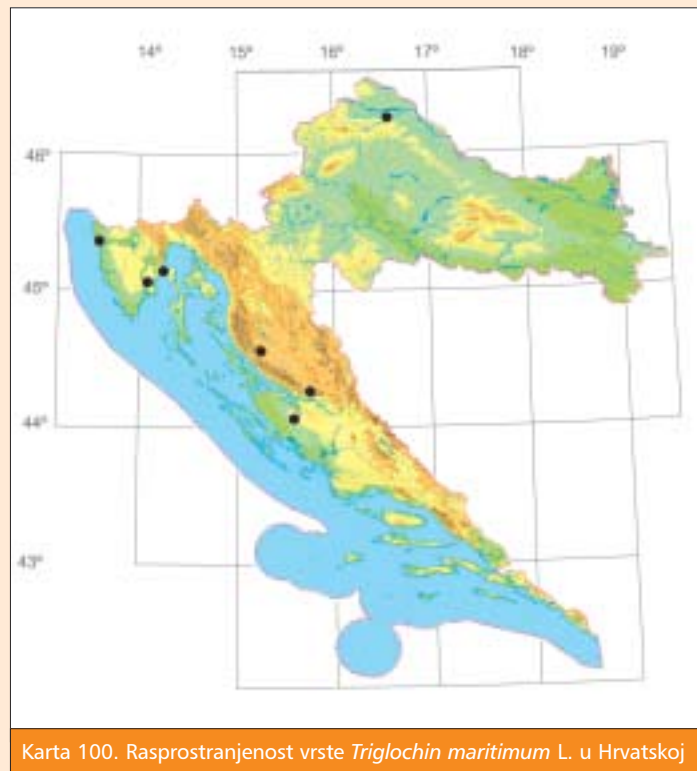 14° 15° 16° 17° 18° 19°
46°
45°
44°
43°
Karta 100. Rasprostranjenost vrste Triglochin maritimum L. u Hrvatskoj